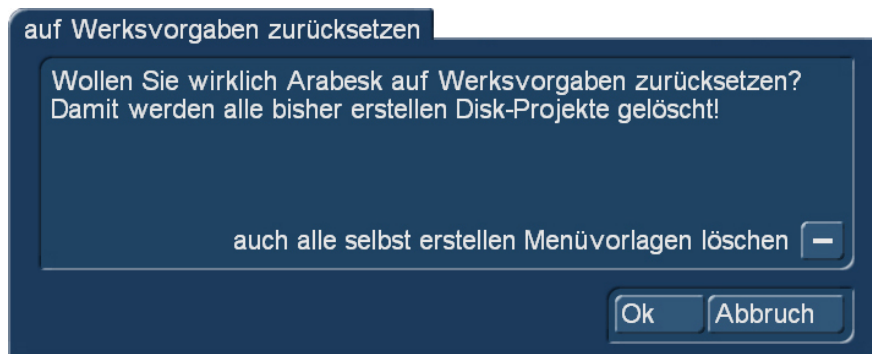 auf Werksvorgaben zurücksetzen
Wollen Sie wirklich Arabesk auf Werksvorgaben zurücksetzen?
Damit werden alle bisher erstellen Disk-Projekte gelöscht!
auch alle selbst erstellen Menüvorlagen löschen –
Ok Abbruch